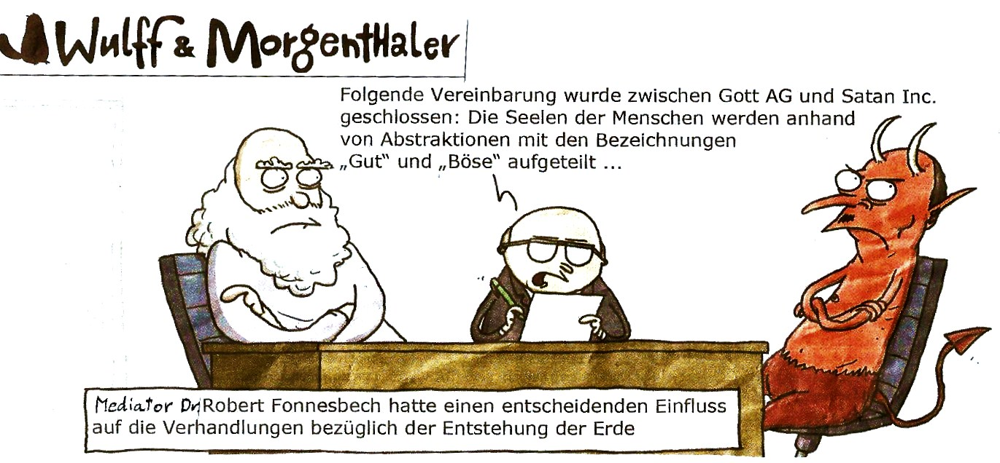 Wulff & MorgentHaler
Folgende Vereinbarung wurde zwischen Gott AG und Satan Inc.
geschlossen: Die Seelen der Menschen werden anhand
von Abstraktionen mit den Bezeichnungen
„Gut“ und „Böse“ aufgeteilt ...
Mediator Dr Robert Fonnesbech hatte einen entscheidenden Einfluss
auf die Verhandlungen bezüglich der Entstehung der Erde